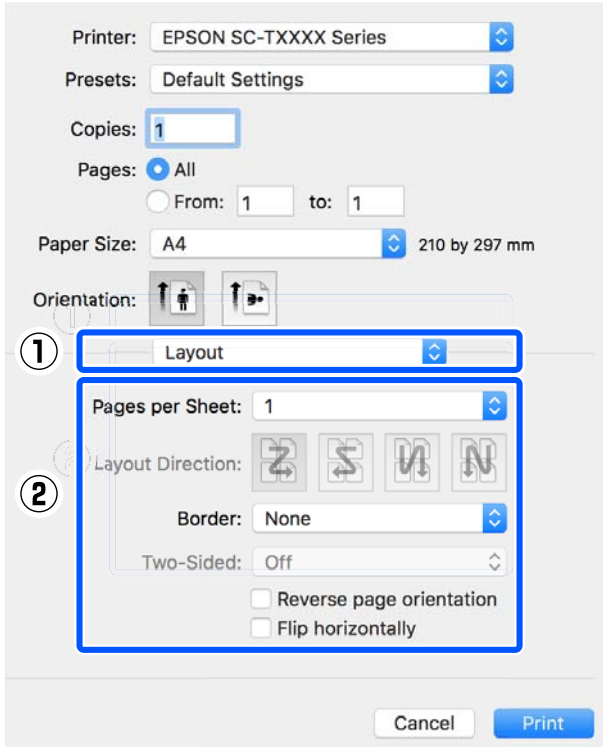 Printer: EPSON SC-TXXXX Series
Presets: Default Settings
Copies: 1
Pages: All
From: 1 to: 1
Paper Size: A4 210 by 297 mm
Orientation:
1 Layout
Pages per Sheet: 1
2
Layout Direction:
Border: None
Two-Sided: Off
Reverse page orientation
Flip horizontally
Cancel Print